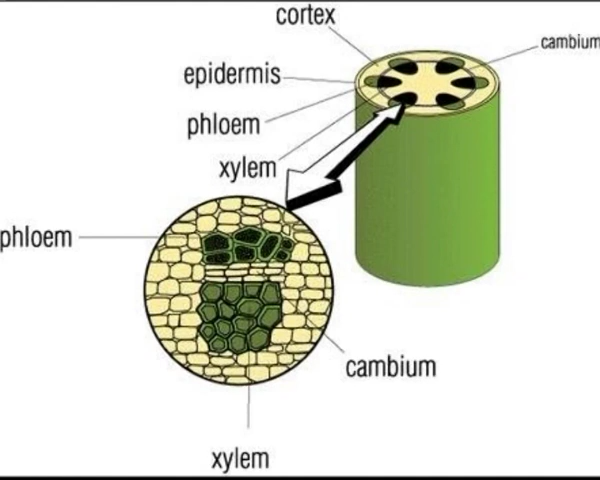 cortex
cambium
epidermis
phloem
xylem
phloem
cambium
xylem